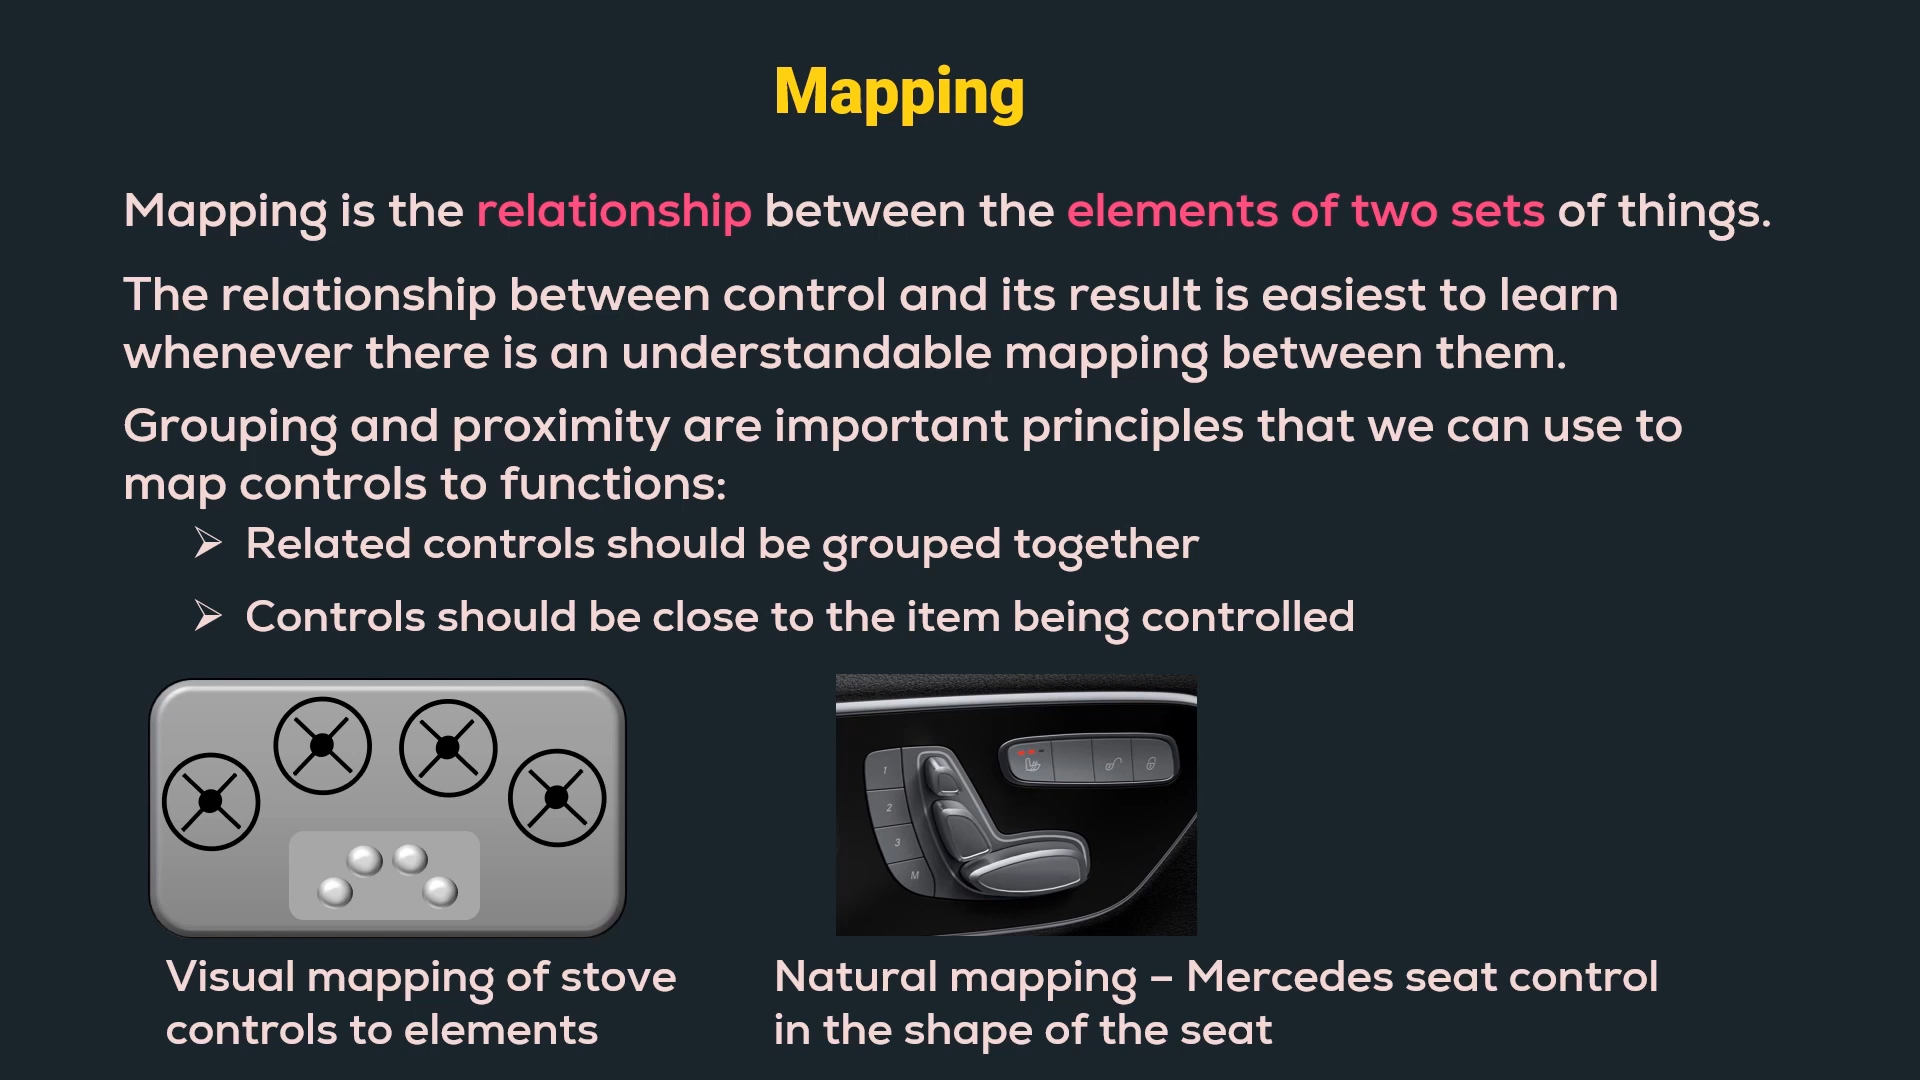 Mapping
Mapping is the relationship between the elements of two sets of things.
The relationship between control and its result is easiest to learn
whenever there is an understandable mapping between them.
Grouping and proximity are important principles that we can use to
map controls to functions:
➢ Related controls should be grouped together
➢ Controls should be close to the item being controlled
1
2
3
M
Visual mapping of stove
controls to elements
Natural mapping – Mercedes seat control
in the shape of the seat